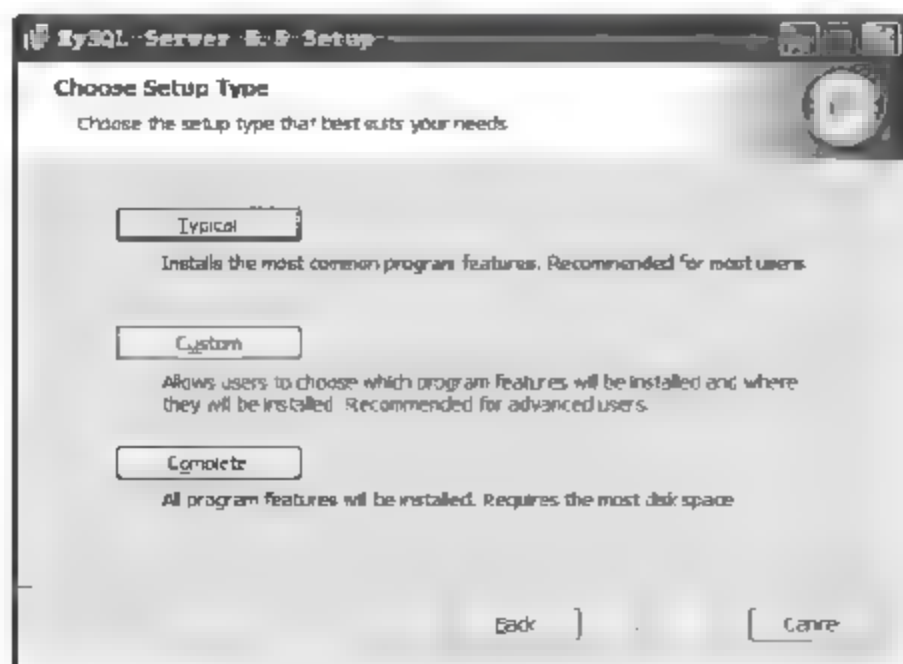 MySQL Server 5.5 Setup
Choose Setup Type
Choose the setup type that best suits your needs
Typical
Installs the most common program features. Recommended for most users
Custom
Allows users to choose which program features will be installed and where
they will be installed. Recommended for advanced users.
Complete
All program features will be installed. Requires the most disk space
Back
Cancel